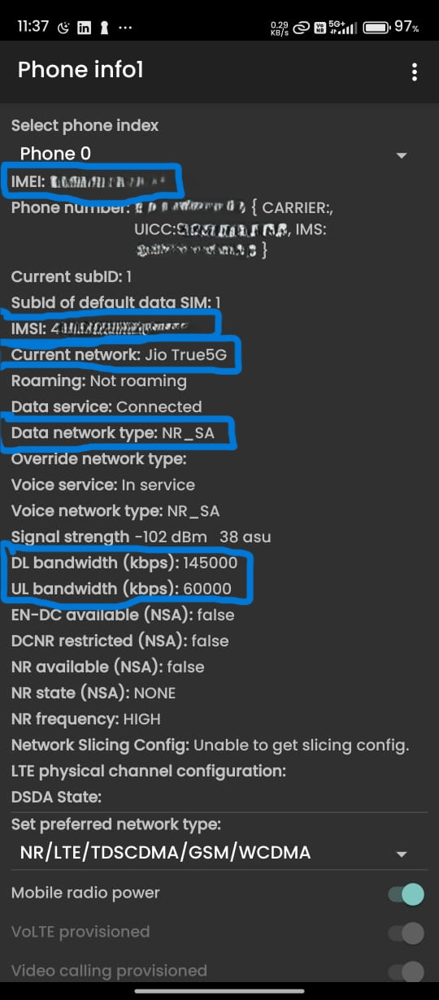 11:37 in ... 0.29 KB/s Vo NR 5G+ 97%
Phone info1
Select phone index
Phone 0
IMEI:
Phone number: { CARRIER:,
UICC: , IMS:
}
Current subID: 1
SubId of default data SIM: 1
IMSI: 4
Current network: Jio True5G
Roaming: Not roaming
Data service: Connected
Data network type: NR_SA
Override network type:
Voice service: In service
Voice network type: NR_SA
Signal strength -102 dBm 38 asu
DL bandwidth (kbps): 145000
UL bandwidth (kbps): 60000
EN-DC available (NSA): false
DCNR restricted (NSA): false
NR available (NSA): false
NR state (NSA): NONE
NR frequency: HIGH
Network Slicing Config: Unable to get slicing config.
LTE physical channel configuration:
DSDA State:
Set preferred network type:
NR/LTE/TDSCDMA/GSM/WCDMA
Mobile radio power
VoLTE provisioned
Video calling provisioned